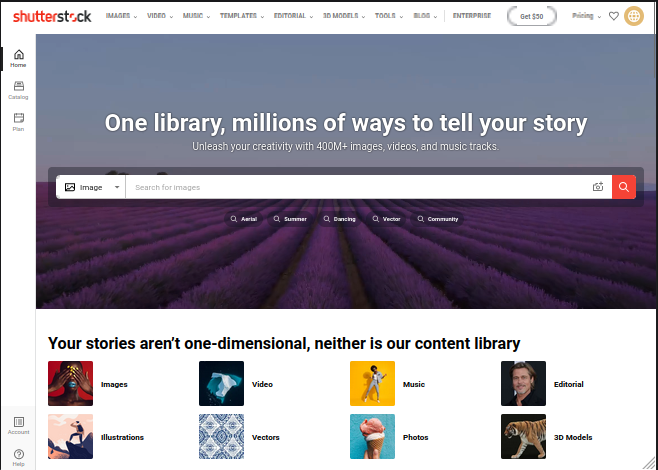 shutterstock
IMAGES VIDEO MUSIC TEMPLATES EDITORIAL 3D MODELS TOOLS BLOG ENTERPRISE Get $50 Pricing
Home
Catalog
Plan
One library, millions of ways to tell your story
Unleash your creativity with 400M+ images, videos, and music tracks.
Image Search for images
Aerial Summer Dancing Vector Community
Your stories aren't one-dimensional, neither is our content library
Images Video Music Editorial
Illustrations Vectors Photos 3D Models
Account
Help